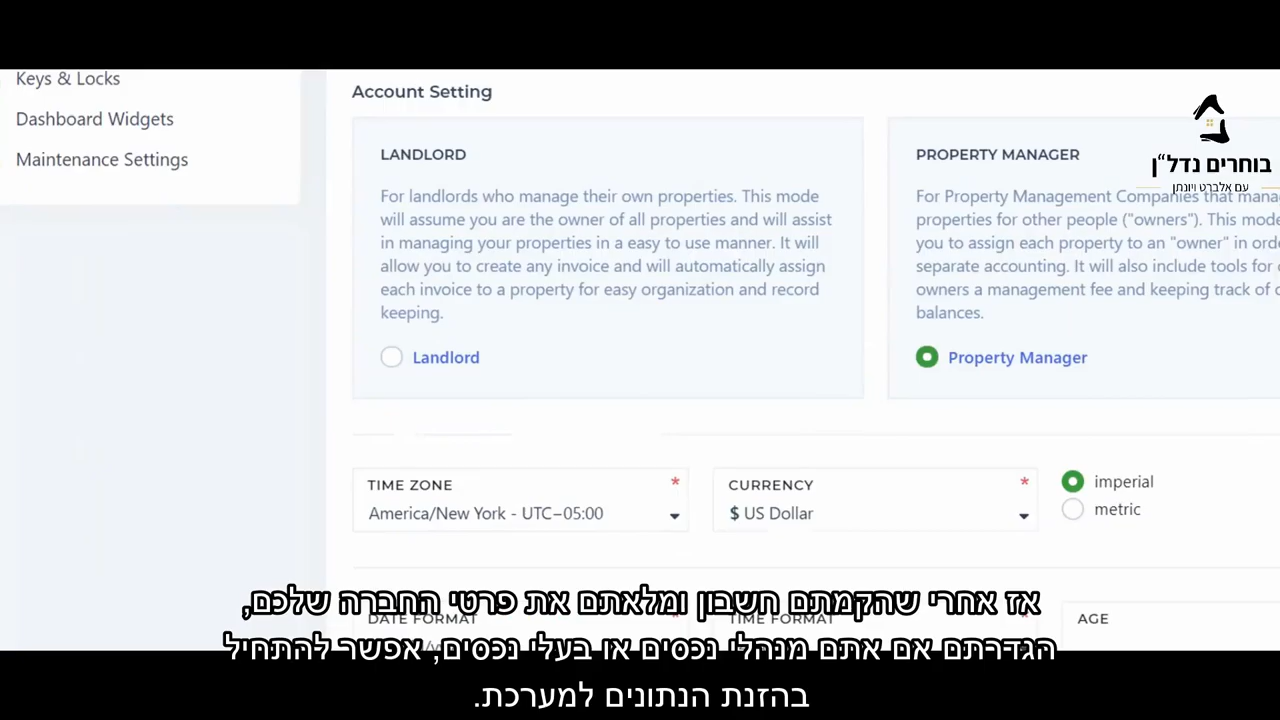 Keys & Locks
Dashboard Widgets
Maintenance Settings
Account Setting
LANDLORD
For landlords who manage their own properties. This mode
will assume you are the owner of all properties and will assist
in managing your properties in a easy to use manner. It will
allow you to create any invoice and will automatically assign
each invoice to a property for easy organization and record
keeping.
Landlord
PROPERTY MANAGER
For Property Management Companies that mana
properties for other people ("owners"). This mode
you to assign each property to an "owner" in orde
separate accounting. It will also include tools for c
owners a management fee and keeping track of o
balances.
Property Manager
בוחרים נדל״ן
עם אלברט ויונתן
TIME ZONE *
America/New York - UTC−05:00
CURRENCY *
$ US Dollar
imperial
metric
DATE FORMAT
TIME FORMAT *
AGE
אז אחרי שהקמתם חשבון ומלאתם את פרטי החברה שלכם,
הגדרתם אם אתם מנהלי נכסים או בעלי נכסים, אפשר להתחיל
בהזנת הנתונים למערכת.